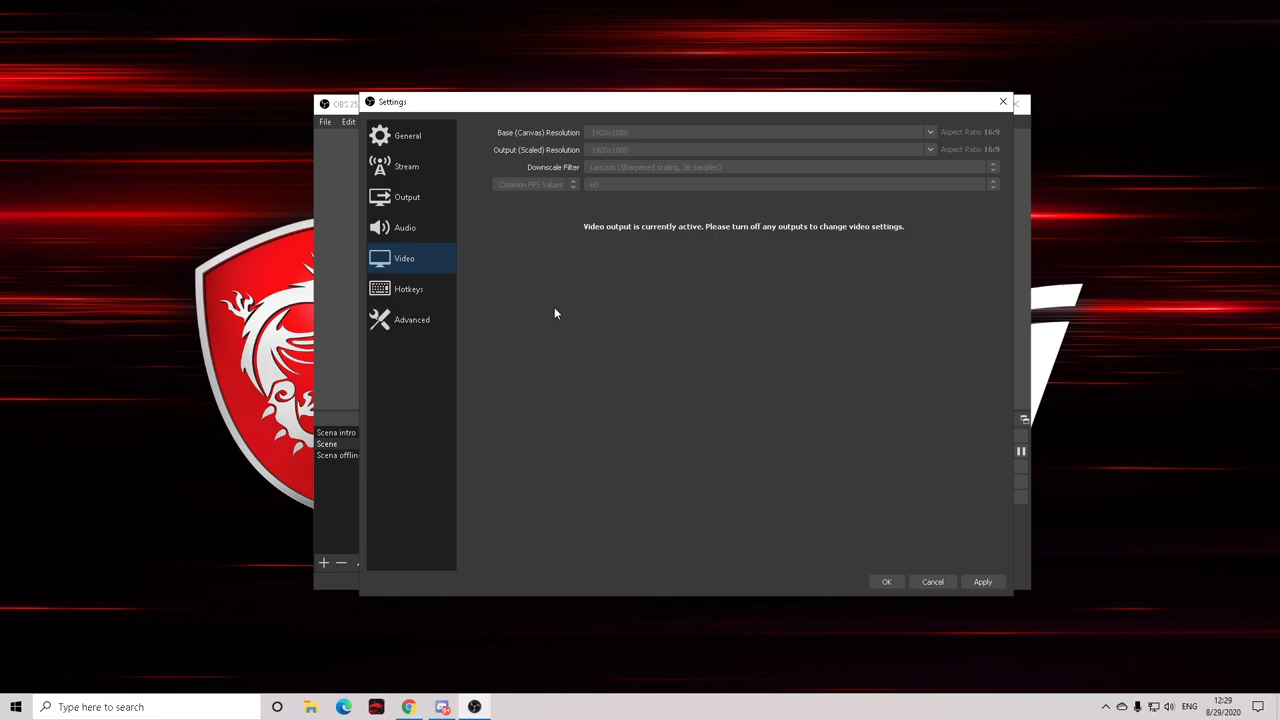 OBS 25
Settings
File Edit
General
Stream
Output
Audio
Video
Hotkeys
Advanced
Base (Canvas) Resolution 1920x1080 Aspect Ratio 16:9
Output (Scaled) Resolution 1920x1080 Aspect Ratio 16:9
Downscale Filter Lanczos (Sharpened scaling, 36 samples)
Common FPS Values 60
Video output is currently active. Please turn off any outputs to change video settings.
Scena intro
Scene
Scena offlin
OK Cancel Apply
Type here to search
ENG
12:29
8/29/2020